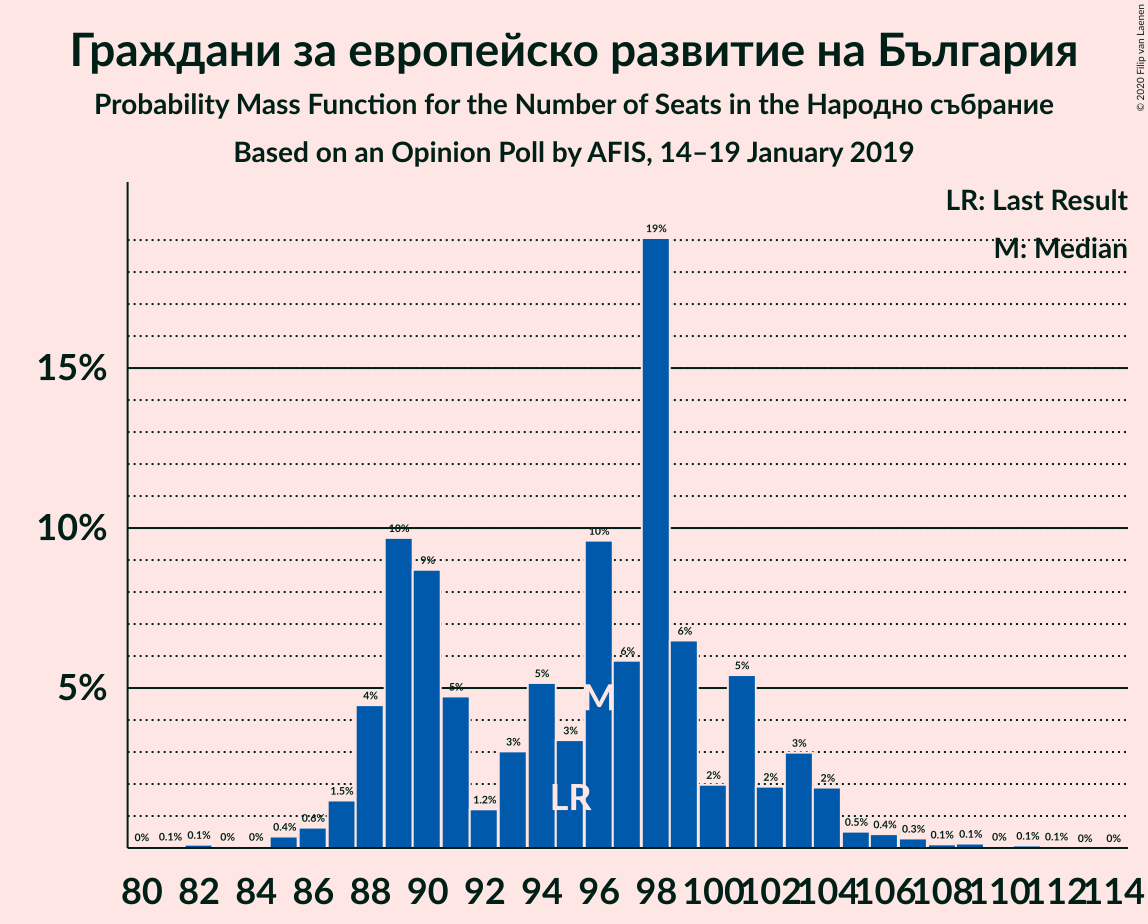 © 2020 Filip van Laenen
Граждани за европейско развитие на България
Probability Mass Function for the Number of Seats in the Народно събрание
Based on an Opinion Poll by AFIS, 14–19 January 2019
LR: Last Result
M: Median
15%
10%
5%
0% 0.1% 0.1% 0% 0% 0.4% 0.6% 1.5% 4% 10% 9% 5% 1.2% 3% 5% 3% 10% 6% 19% 6% 2% 5% 2% 3% 2% 0.5% 0.4% 0.3% 0.1% 0.1% 0% 0.1% 0.1% 0% 0%
M
LR
80 82 84 86 88 90 92 94 96 98 100 102 104 106 108 110 112 114